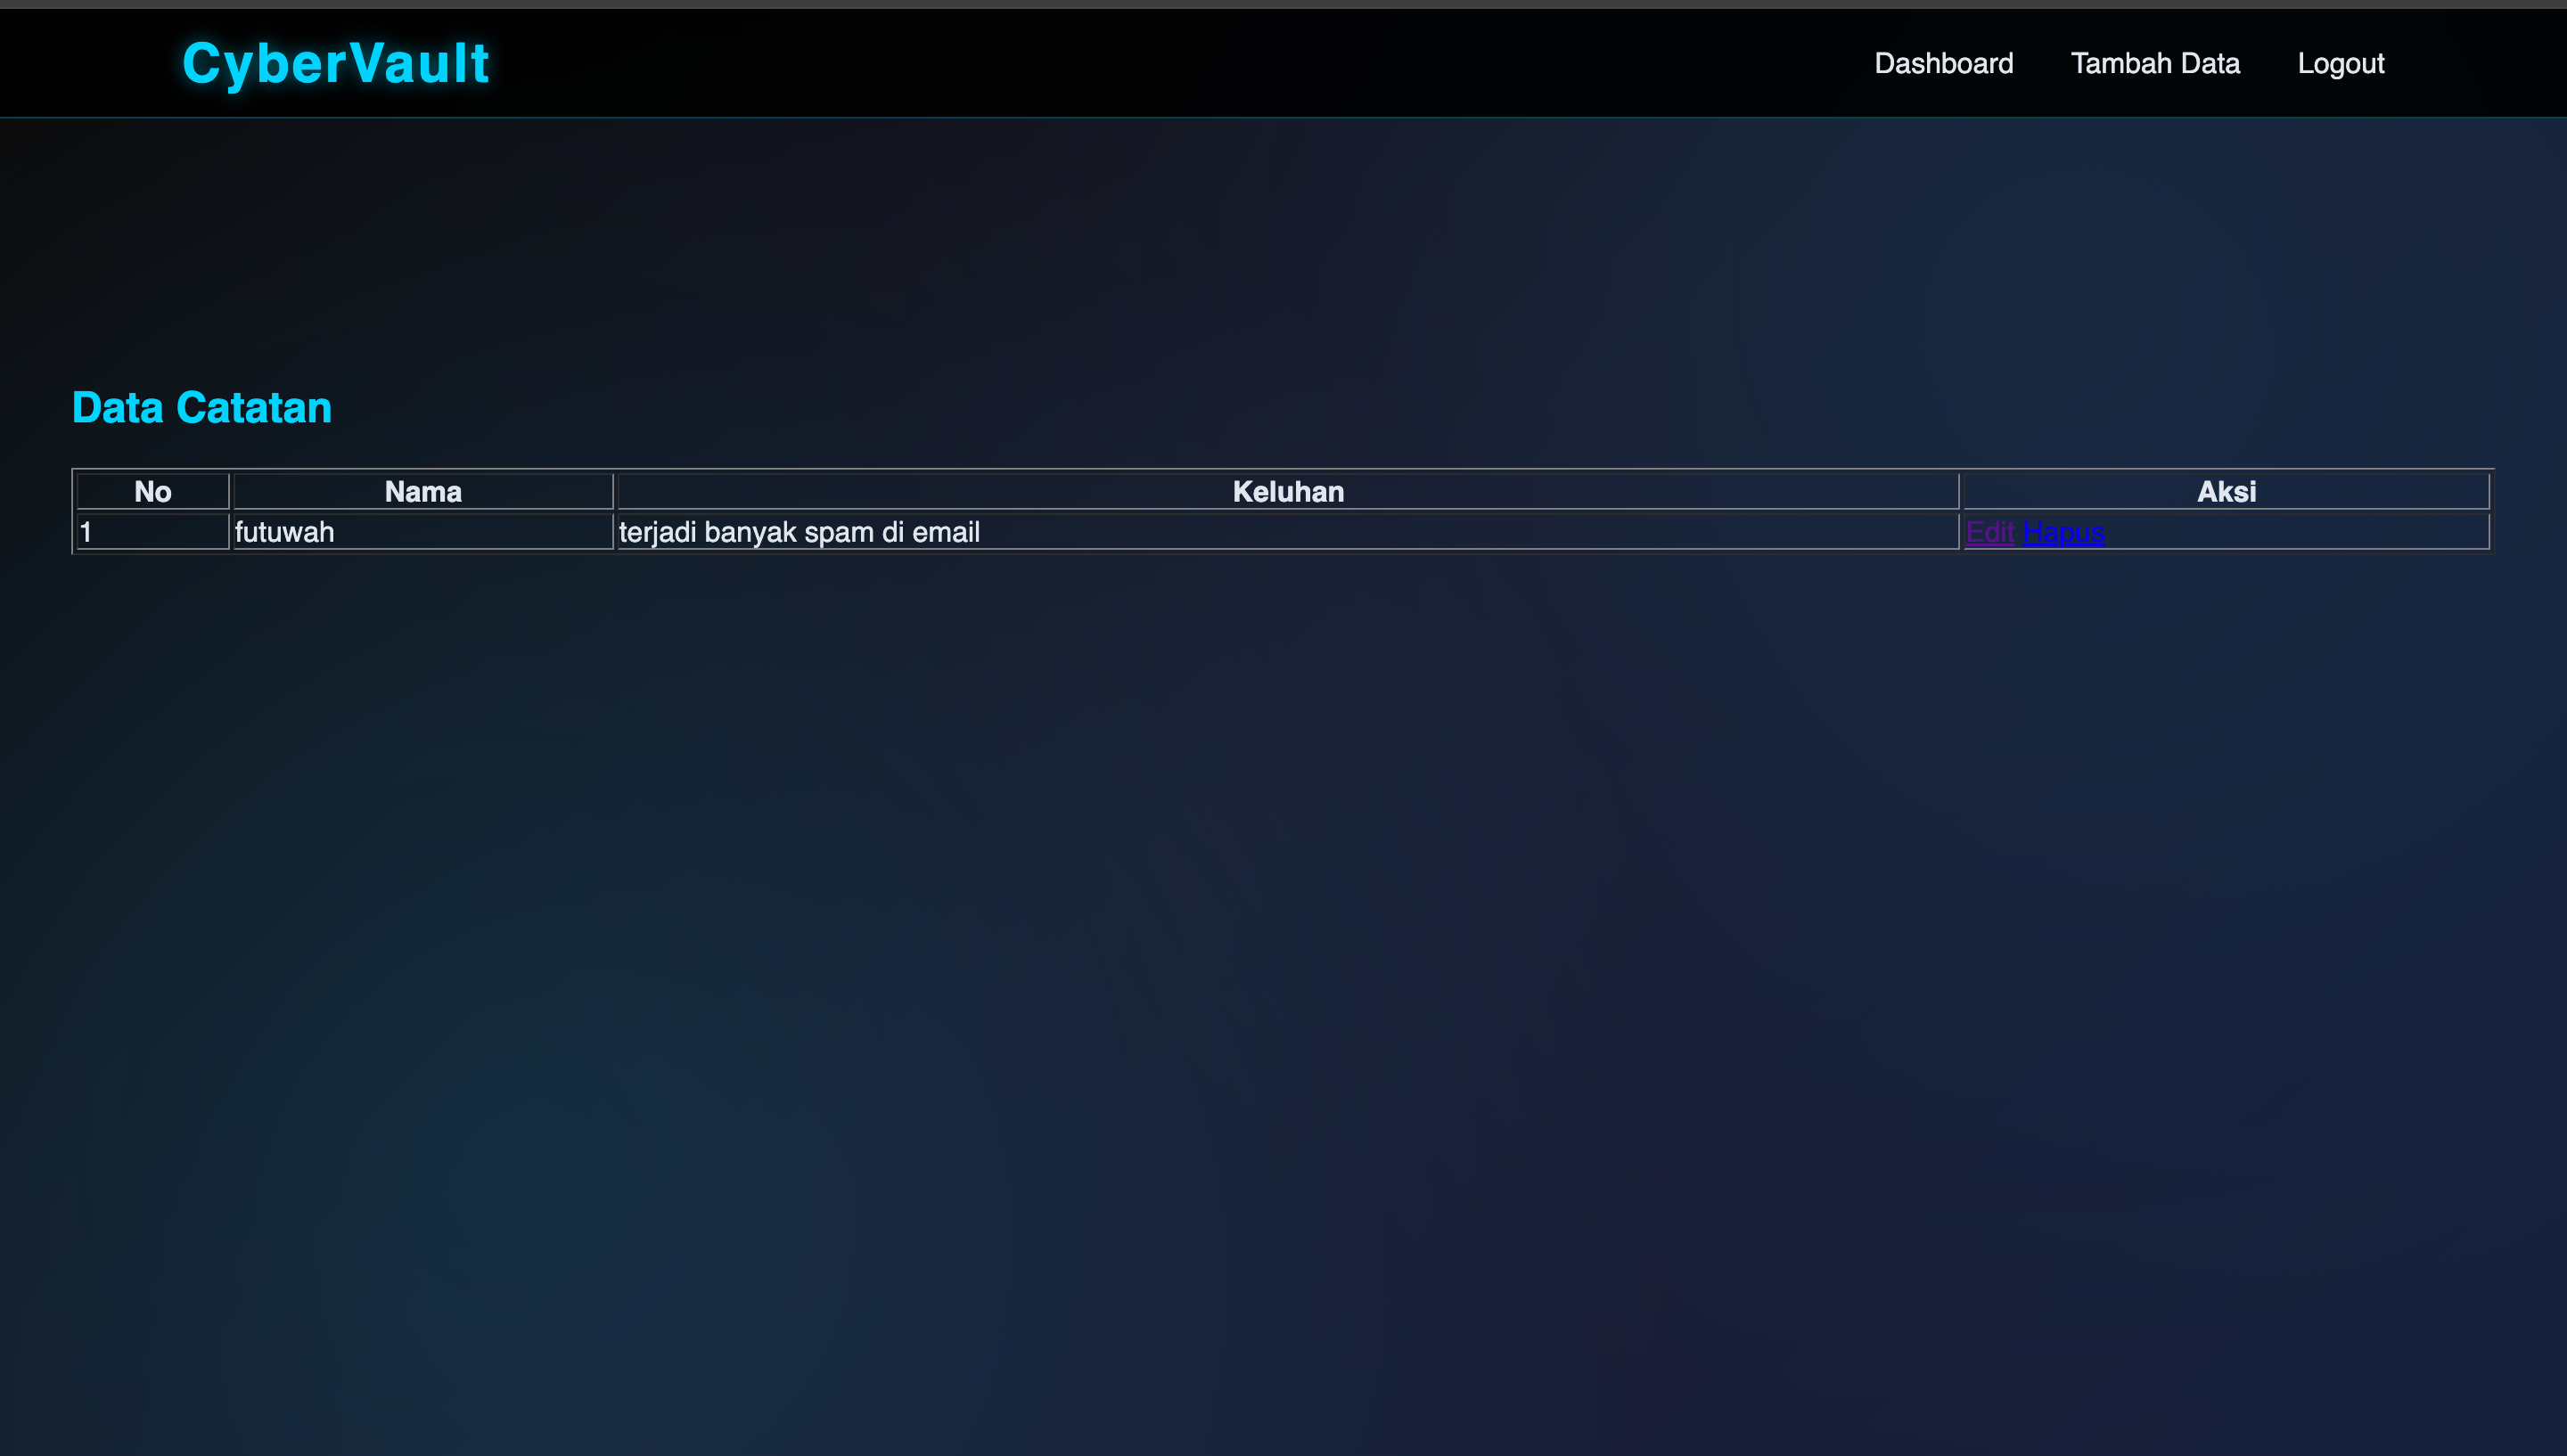 CyberVault Dashboard Tambah Data Logout
Data Catatan
No Nama Keluhan Aksi
1 futuwah terjadi banyak spam di email Edit Hapus